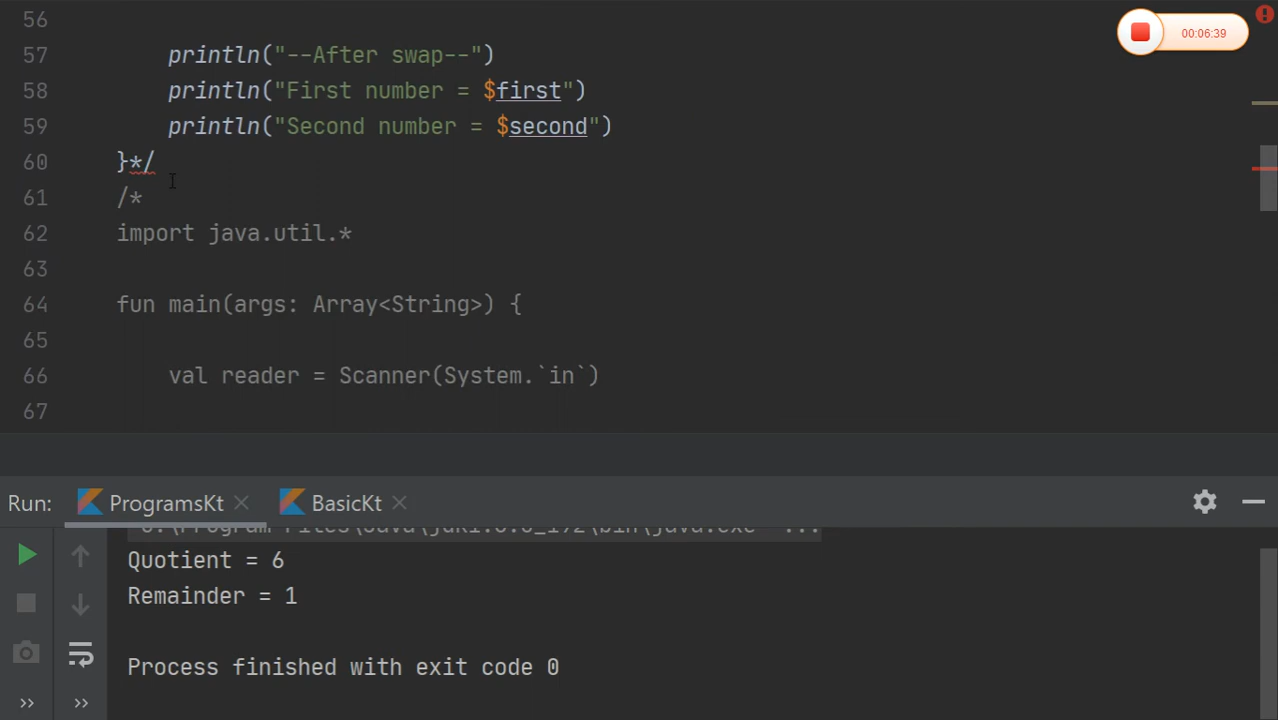 56
00:06:39
57 println("--After swap--")
58 println("First number = $first")
59 println("Second number = $second")
60 }*/
61 /*
62 import java.util.*
63
64 fun main(args: Array<String>) {
65
66 val reader = Scanner(System.`in`)
67
Run: ProgramsKt BasicKt
"C:\Program Files\Java\jdk1.8.0_192\bin\java.exe" ...
Quotient = 6
Remainder = 1
Process finished with exit code 0